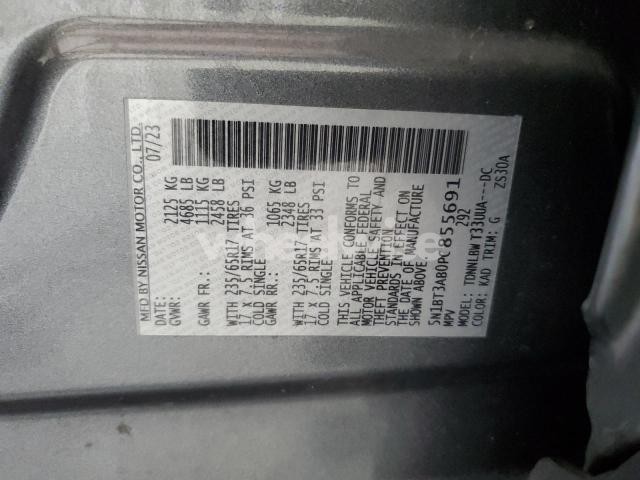 MFD BY NISSAN MOTOR CO., LTD.
07/23
GVWR: 2125 KG
4685 LB
GAWR FR.: 1115 KG
2458 LB
WITH 235/65R17 TIRES
17 X 7.5 RIMS AT 36 PSI
COLD SINGLE
GAWR RR.: 1065 KG
2348 LB
WITH 235/65R17 TIRES
17 X 7.5 RIMS AT 33 PSI
COLD SINGLE
THIS VEHICLE CONFORMS TO
ALL APPLICABLE FEDERAL
MOTOR VEHICLE SAFETY AND
THEFT PREVENTION
STANDARDS IN EFFECT ON
THE DATE OF MANUFACTURE
SHOWN ABOVE.
5N1BT3AB0PC855691
MPV 292
MODEL: TDNNLBW T33UUA---DC
COLOR: KAD TRIM: G ZS30A